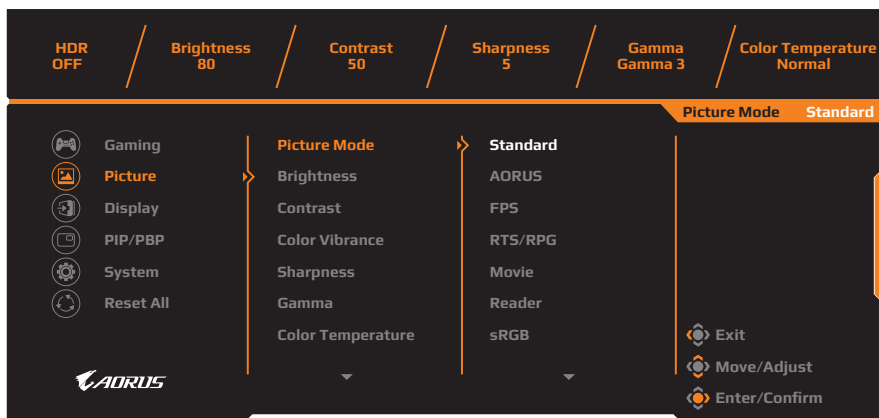 HDR Brightness Contrast Sharpness Gamma Color Temperature
OFF 80 50 5 Gamma 3 Normal
Picture Mode Standard
Gaming Picture Mode Standard
Picture Brightness AORUS
Display Contrast FPS
PIP/PBP Color Vibrance RTS/RPG
System Sharpness Movie
Reset All Gamma Reader
Color Temperature sRGB
Exit
Move/Adjust
AORUS
Enter/Confirm